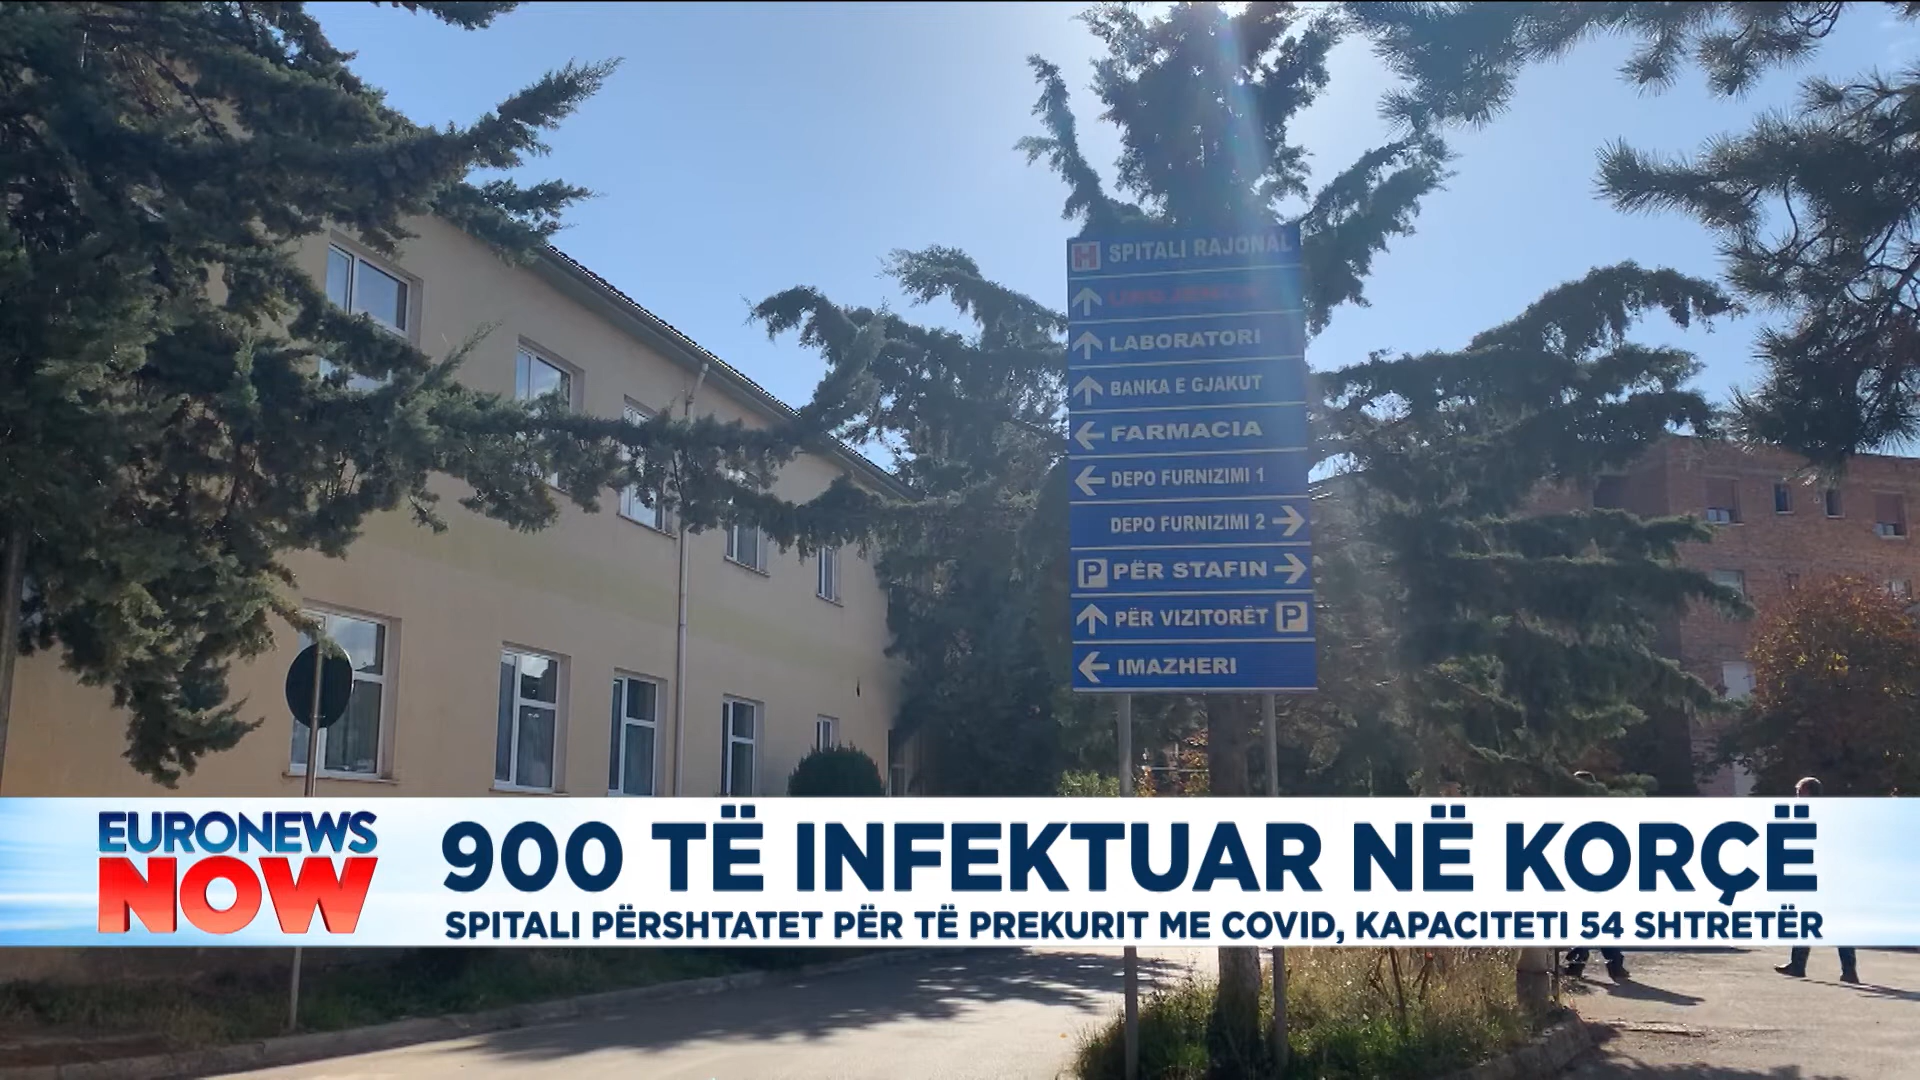 H SPITALI RAJONAL
LABORATORI
BANKA E GJAKUT
FARMACIA
DEPO FURNIZIMI 1
DEPO FURNIZIMI 2
P PËR STAFIN
PËR VIZITORËT P
IMAZHERI
EURONEWS
NOW
900 TË INFEKTUAR NË KORÇË
SPITALI PËRSHTATET PËR TË PREKURIT ME COVID, KAPACITETI 54 SHTRETËR